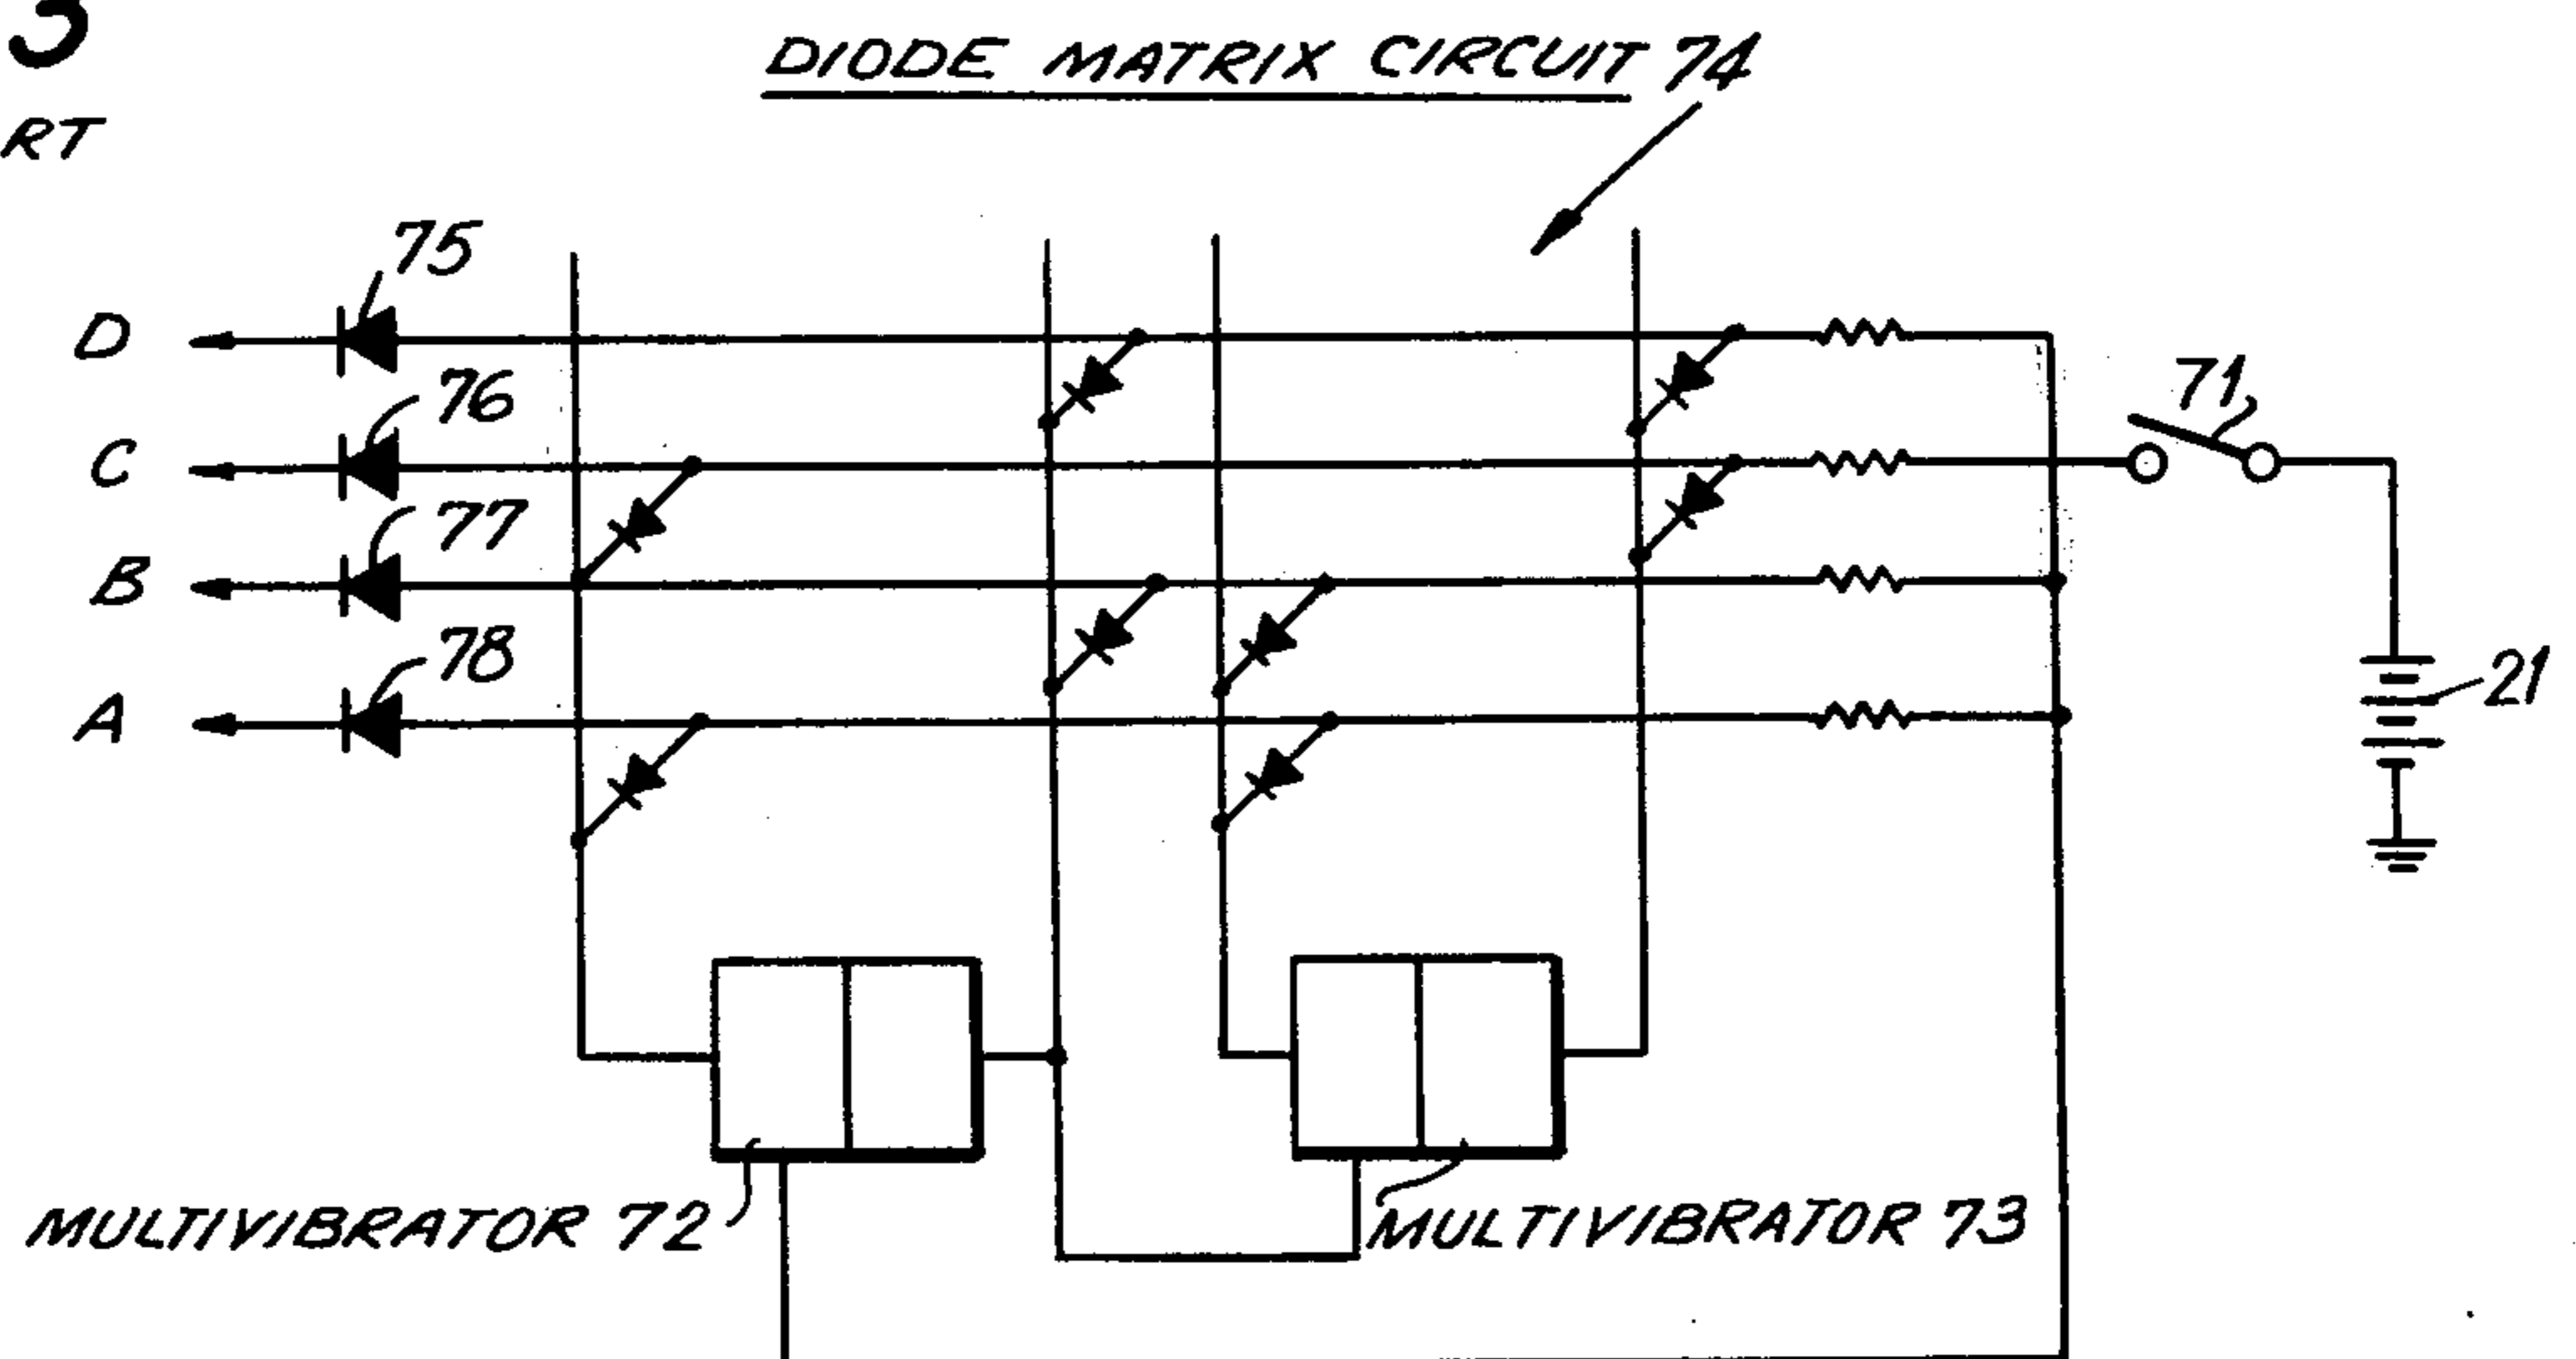 3
RT
DIODE MATRIX CIRCUIT 74
75
D
76
71
C
77
B
78
21
A
MULTIVIBRATOR 72
MULTIVIBRATOR 73